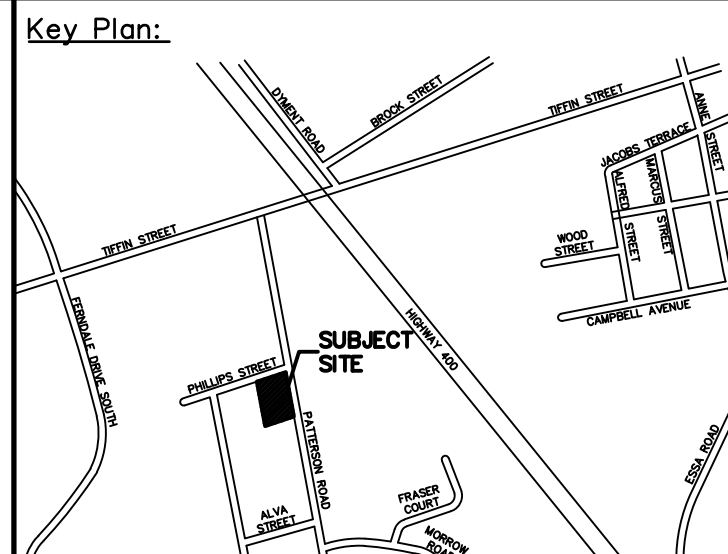 Key Plan:
DYMENT ROAD
BROCK STREET
TIFFIN STREET
ANNE STREET
JACOBS TERRACE
MARCUS
STREET
ALFRED
STREET
WOOD
STREET
TIFFIN STREET
CAMPBELL AVENUE
FERNDALE DRIVE SOUTH
HIGHWAY 400
SUBJECT
SITE
PHILLIPS STREET
PATTERSON ROAD
ESSA ROAD
FRASER
COURT
ALVA
STREET
MORROW
ROAD